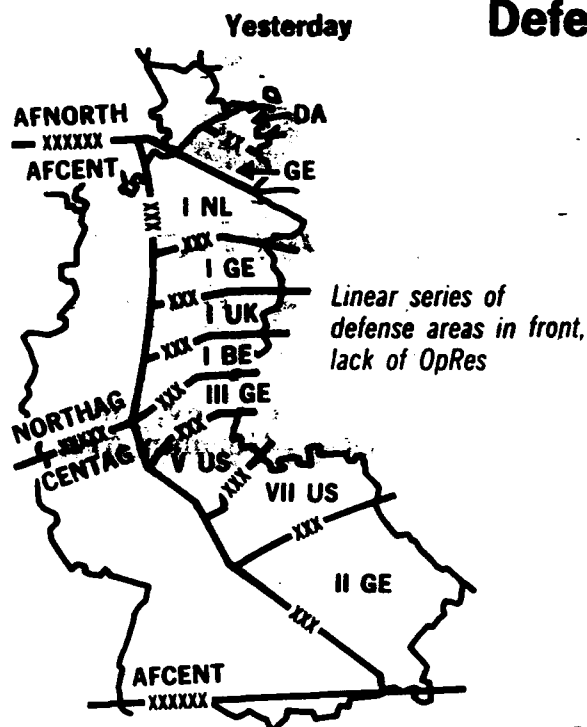 Yesterday
Defe
AFNORTH
XXXXXX
AFCENT
DA
XX
GE
XXX
I NL
XXX
I GE
XXX
I UK
XXX
I BE
XXX
III GE
XXX
Linear series of
defense areas in front,
lack of OpRes
NORTHAG
XXXXX
CENTAG
V US
XXX
VII US
XXX
II GE
XXX
AFCENT
XXXXXX